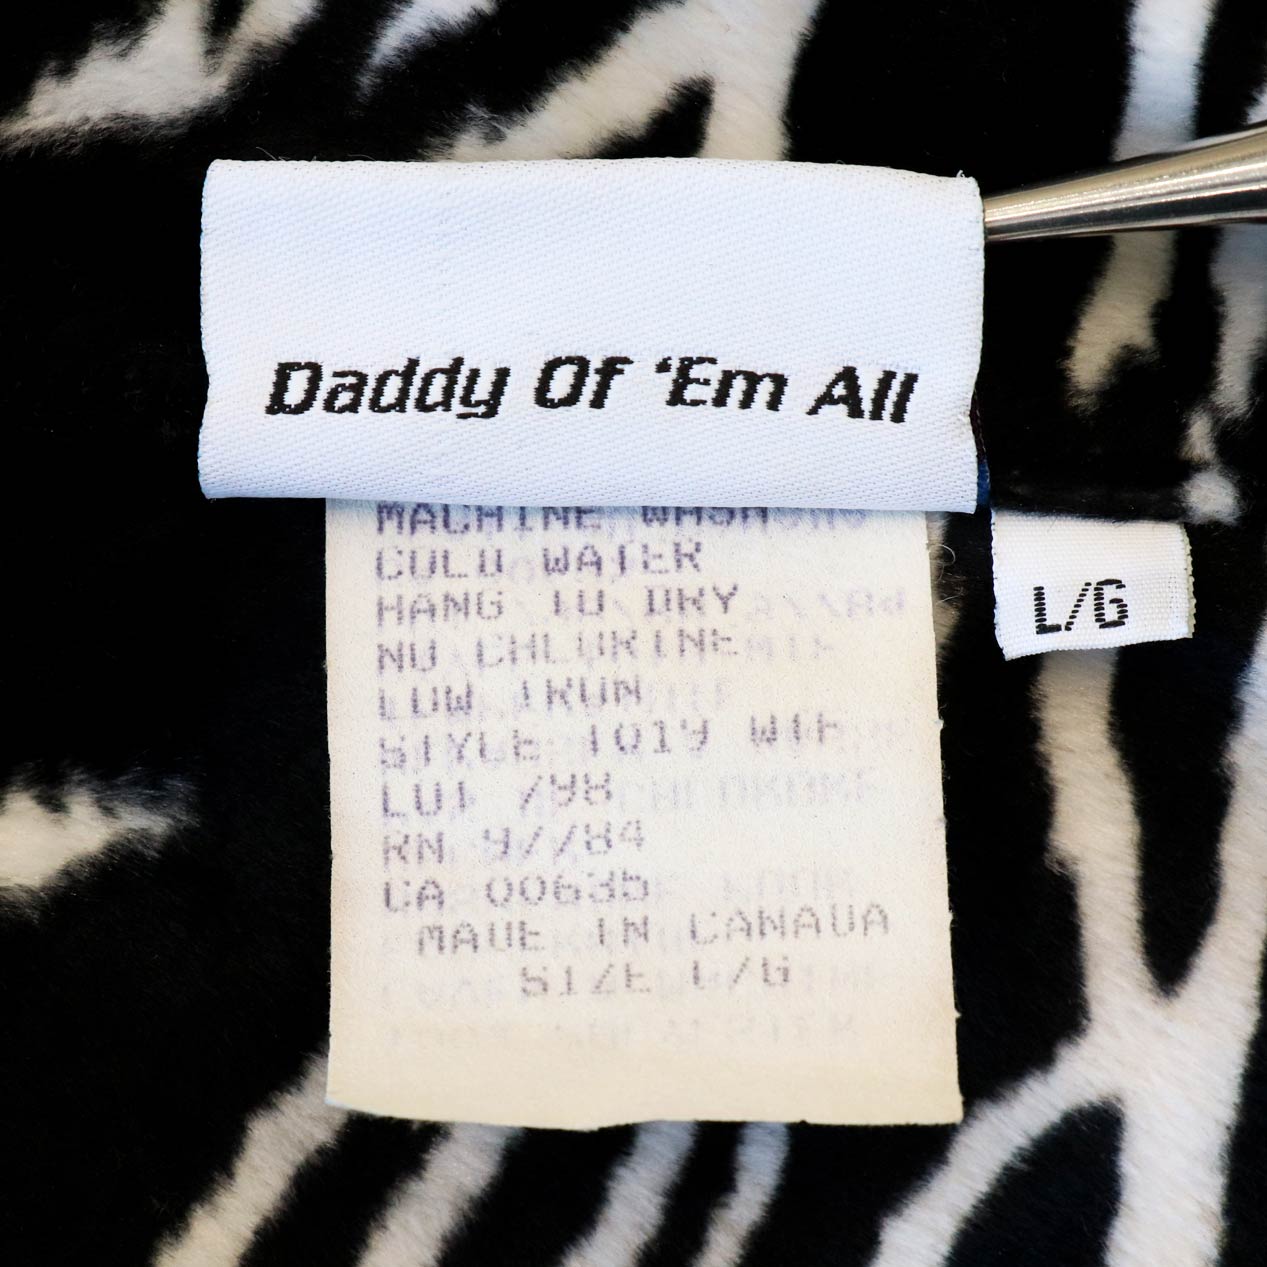 Daddy Of 'Em All
MACHINE WASH
COLD WATER
HANG TO DRY
NO CHLORINE
LOW IRON
STYLE 1019
LOT 798
RN 97784
CA 00635
MADE IN CANADA
SIZE L/G
L/G